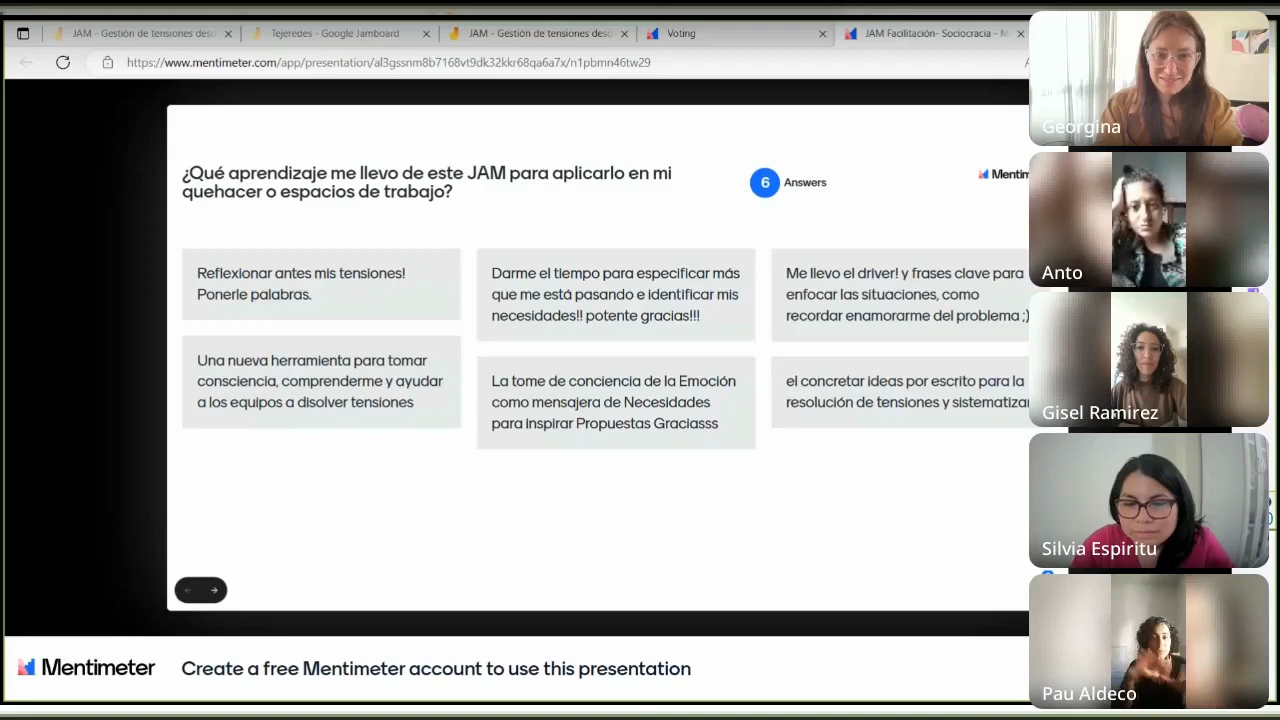 JAM - Gestión de tensiones desc
Tejeredes - Google Jamboard
JAM - Gestión de tensiones desc
Voting
JAM Facilitación- Sociocracia - M
https://www.mentimeter.com/app/presentation/al3gssnm8b7168vt9dk32kkr68qa6a7x/n1pbmn46tw29
¿Qué aprendizaje me llevo de este JAM para aplicarlo en mi
quehacer o espacios de trabajo?
6 Answers
Mentim
Reflexionar antes mis tensiones!
Ponerle palabras.
Una nueva herramienta para tomar
consciencia, comprenderme y ayudar
a los equipos a disolver tensiones
Darme el tiempo para especificar más
que me está pasando e identificar mis
necesidades!! potente gracias!!!
La tome de conciencia de la Emoción
como mensajera de Necesidades
para inspirar Propuestas Graciasss
Me llevo el driver! y frases clave para
enfocar las situaciones, como
recordar enamorarme del problema ;)
el concretar ideas por escrito para la
resolución de tensiones y sistematizar
Mentimeter
Create a free Mentimeter account to use this presentation
Georgina
Anto
Gisel Ramirez
Silvia Espiritu
Pau Aldeco